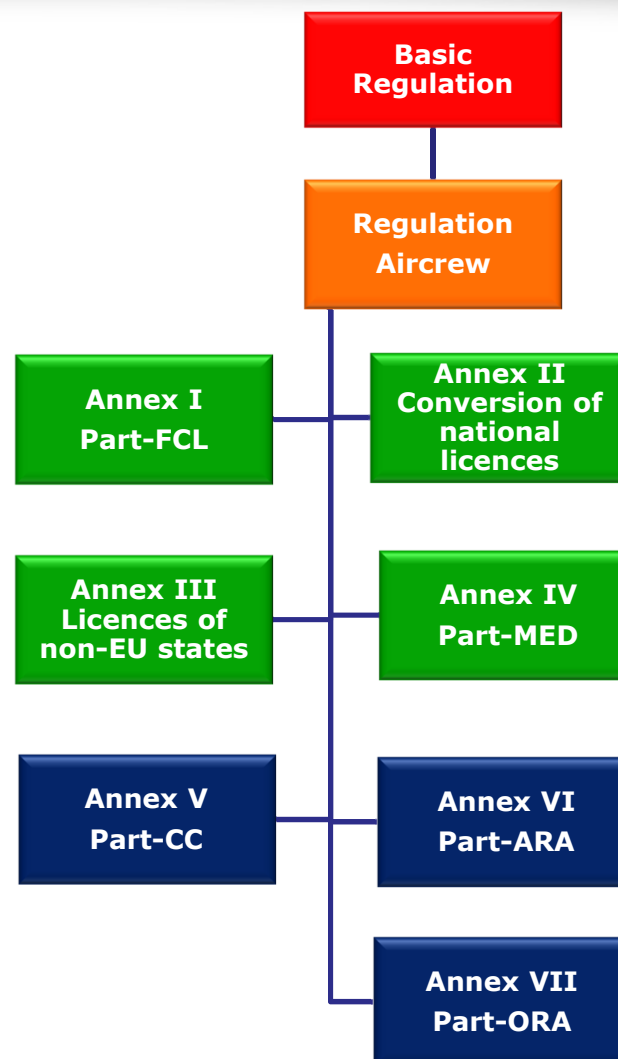 Basic
Regulation
Regulation
Aircrew
Annex I
Part-FCL
Annex II
Conversion of
national
licences
Annex III
Licences of
non-EU states
Annex IV
Part-MED
Annex V
Part-CC
Annex VI
Part-ARA
Annex VII
Part-ORA